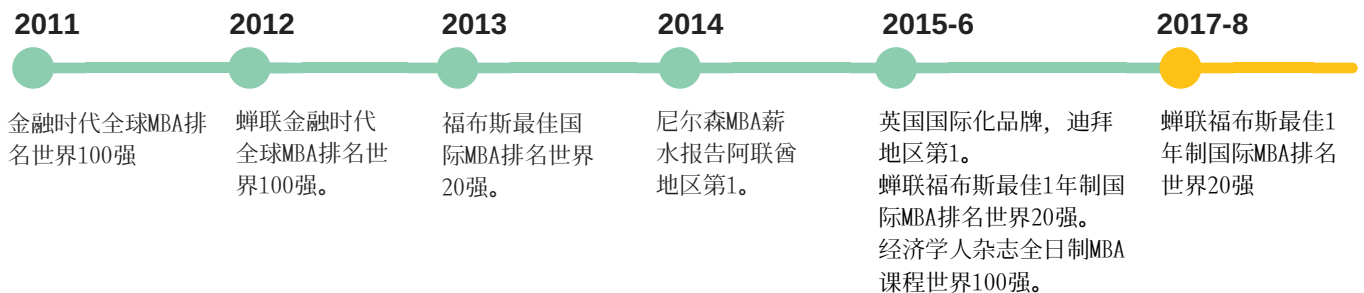 2011
金融时代全球MBA排
名世界100强
2012
蝉联金融时代
全球MBA排名世
界100强。
2013
福布斯最佳国
际MBA排名世界
20强。
2014
尼尔森MBA薪
水报告阿联酋
地区第1。
2015-6
英国国际化品牌，迪拜
地区第1。
蝉联福布斯最佳1年制国
际MBA排名世界20强。
经济学人杂志全日制MBA
课程世界100强。
2017-8
蝉联福布斯最佳1
年制国际MBA排名
世界20强